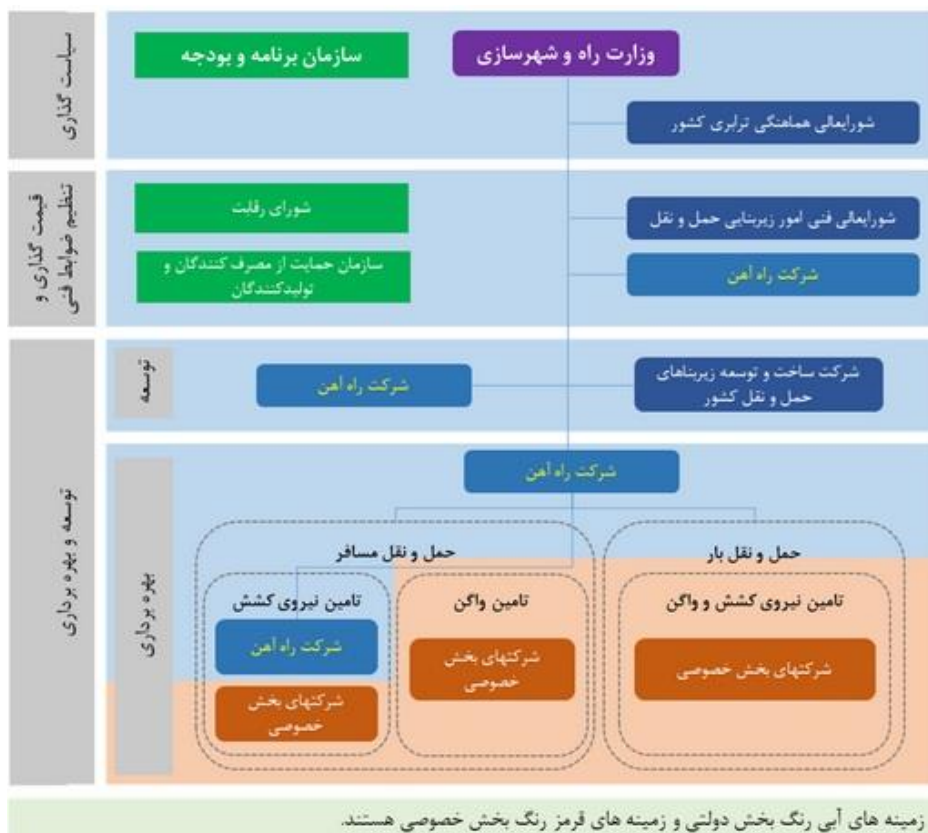 سیاست گذاری
وزارت راه و شهرسازی
سازمان برنامه و بودجه
شورایعالی هماهنگی ترابری کشور
قیمت گذاری و
تنظیم ضوابط فنی
شورایعالی فنی امور زیربنایی حمل و نقل
شورای رقابت
شرکت راه آهن
سازمان حمایت از مصرف کنندگان و
تولیدکنندگان
توسعه و بهره برداری
توسعه
شرکت ساخت و توسعه زیربناهای
حمل و نقل کشور
شرکت راه آهن
بهره برداری
شرکت راه آهن
حمل و نقل بار
تامین نیروی کشش و واگن
شرکتهای بخش خصوصی
حمل و نقل مسافر
تامین واگن
شرکتهای بخش
خصوصی
تامین نیروی کشش
شرکت راه آهن
شرکتهای بخش
خصوصی
زمینه های آبی رنگ بخش دولتی و زمینه های قرمز رنگ بخش خصوصی هستند.